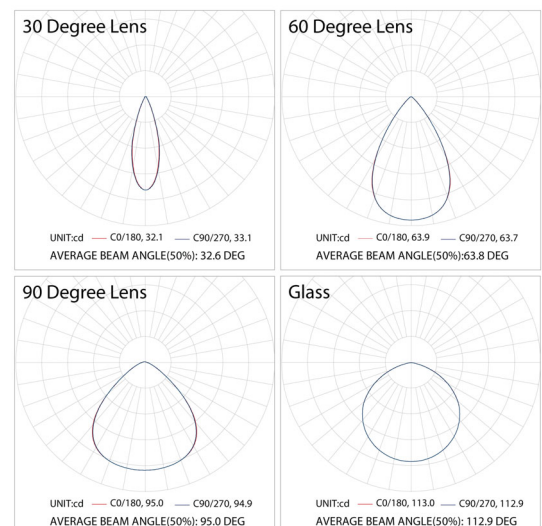 30 Degree Lens
UNIT:cd C0/180, 32.1 C90/270, 33.1
AVERAGE BEAM ANGLE(50%): 32.6 DEG
60 Degree Lens
UNIT:cd C0/180, 63.9 C90/270, 63.7
AVERAGE BEAM ANGLE(50%):63.8 DEG
90 Degree Lens
UNIT:cd C0/180, 95.0 C90/270, 94.9
AVERAGE BEAM ANGLE(50%): 95.0 DEG
Glass
UNIT:cd C0/180, 113.0 C90/270, 112.9
AVERAGE BEAM ANGLE(50%): 112.9 DEG